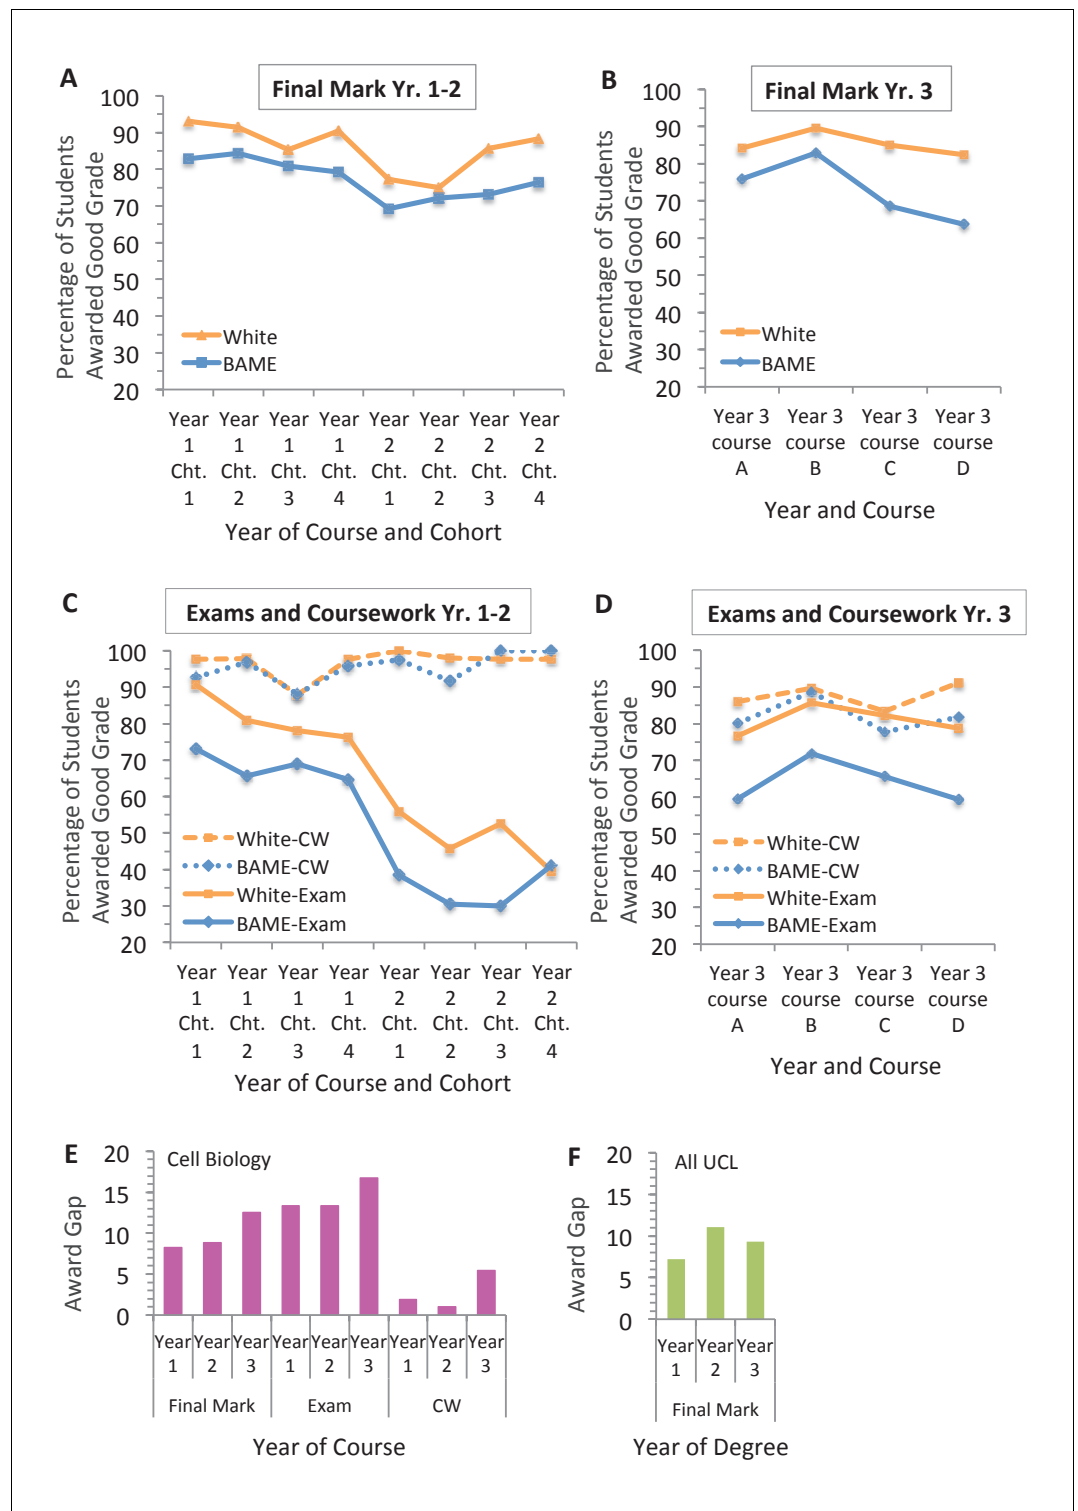 A
Final Mark Yr. 1-2
100
90
80
70
60
50
40
30
20
Percentage of Students
Awarded Good Grade
White
BAME
Year Year Year Year Year Year Year Year
1 1 1 1 2 2 2 2
Cht. Cht. Cht. Cht. Cht. Cht. Cht. Cht.
1 2 3 4 1 2 3 4
Year of Course and Cohort
B
Final Mark Yr. 3
100
90
80
70
60
50
40
30
20
Percentage of Students
Awarded Good Grade
White
BAME
Year 3 Year 3 Year 3 Year 3
course course course course
A B C D
Year and Course
C
Exams and Coursework Yr. 1-2
100
90
80
70
60
50
40
30
20
Percentage of Students
Awarded Good Grade
White-CW
BAME-CW
White-Exam
BAME-Exam
Year Year Year Year Year Year Year Year
1 1 1 1 2 2 2 2
Cht. Cht. Cht. Cht. Cht. Cht. Cht. Cht.
1 2 3 4 1 2 3 4
Year of Course and Cohort
D
Exams and Coursework Yr. 3
100
90
80
70
60
50
40
30
20
Percentage of Students
Awarded Good Grade
White-CW
BAME-CW
White-Exam
BAME-Exam
Year 3 Year 3 Year 3 Year 3
course course course course
A B C D
Year and Course
E
Cell Biology
20
15
10
5
0
Award Gap
Year Year Year Year Year Year Year Year Year
1 2 3 1 2 3 1 2 3
Final Mark Exam CW
Year of Course
F
All UCL
20
15
10
5
0
Award Gap
Year Year Year
1 2 3
Final Mark
Year of Degree